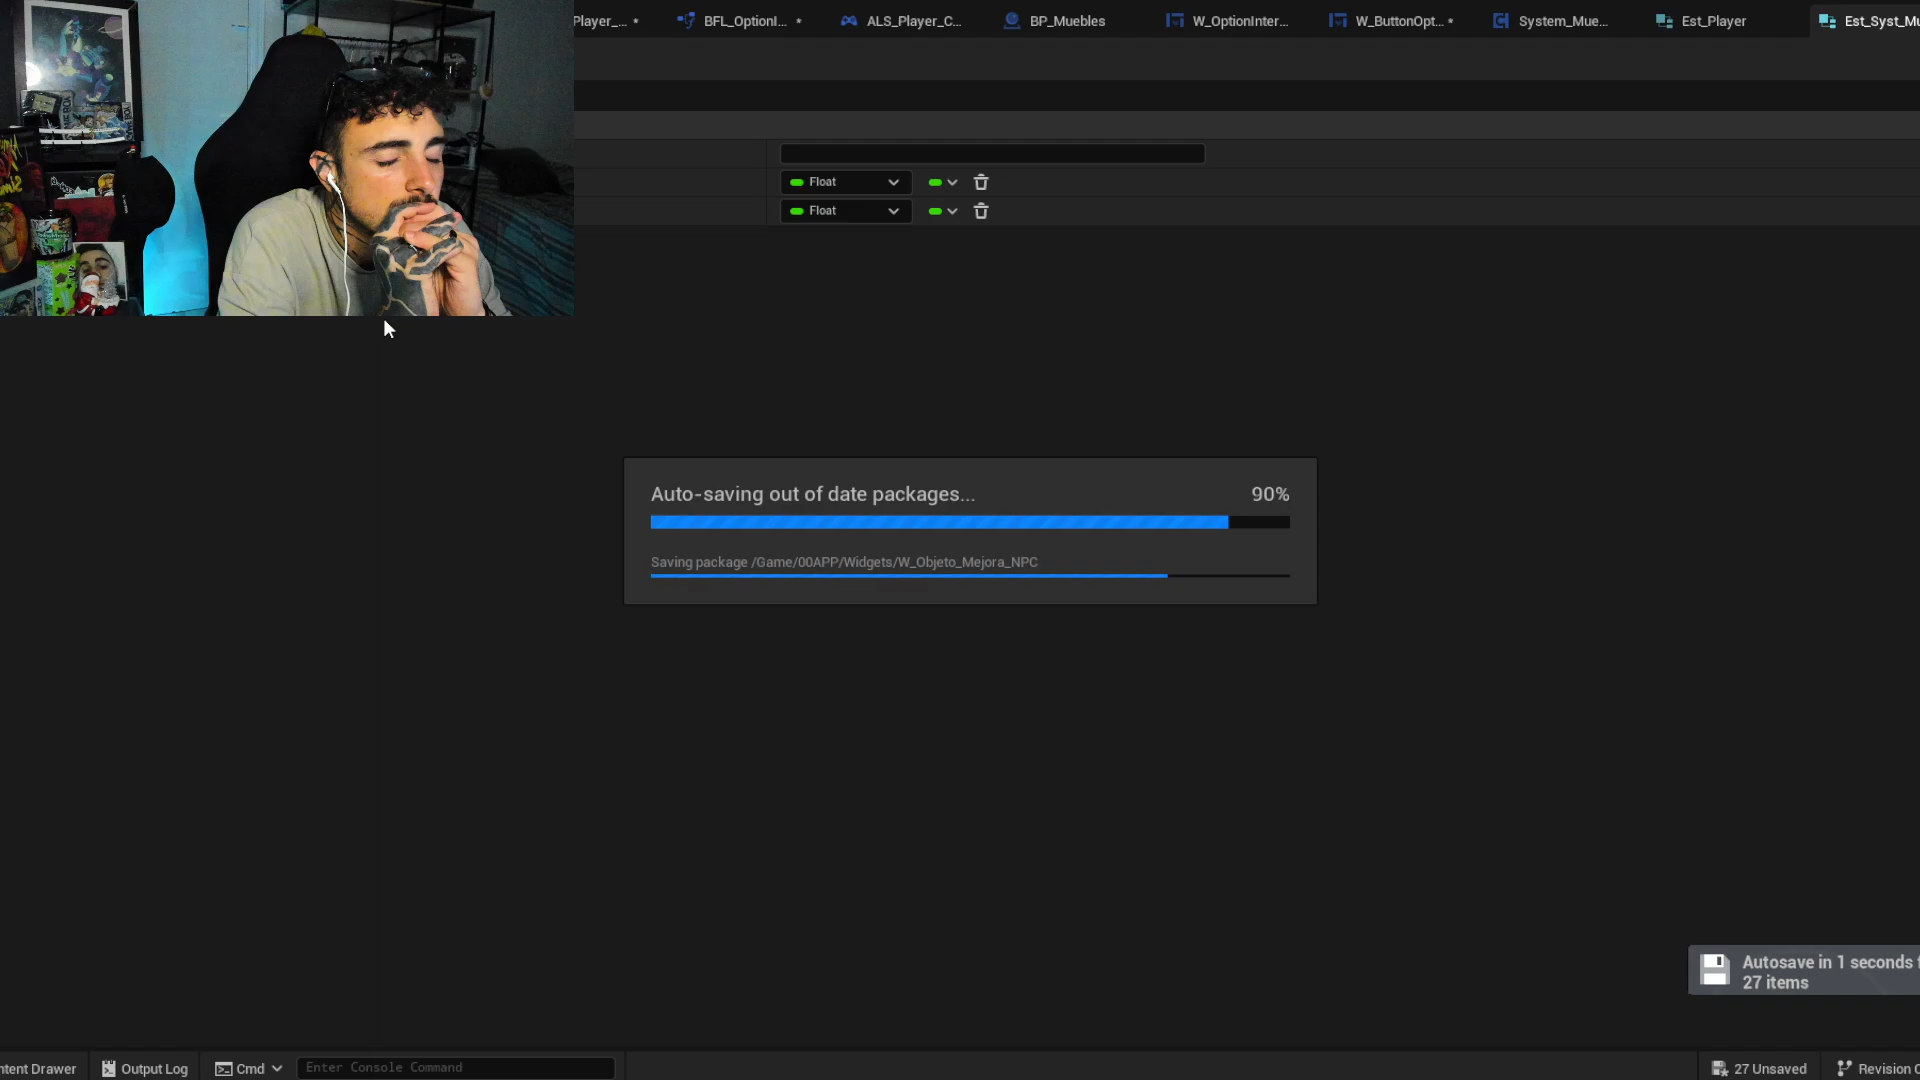 Player_... *
BFL_OptionI... *
ALS_Player_C...
BP_Muebles
W_OptionInter...
W_ButtonOpt... *
System_Mue...
Est_Player
Est_Syst_Mu
Float
Float
Auto-saving out of date packages... 90%
Saving package /Game/00APP/Widgets/W_Objeto_Mejora_NPC
Autosave in 1 seconds f
27 items
ntent Drawer
Output Log
Cmd
Enter Console Command
27 Unsaved
Revision C